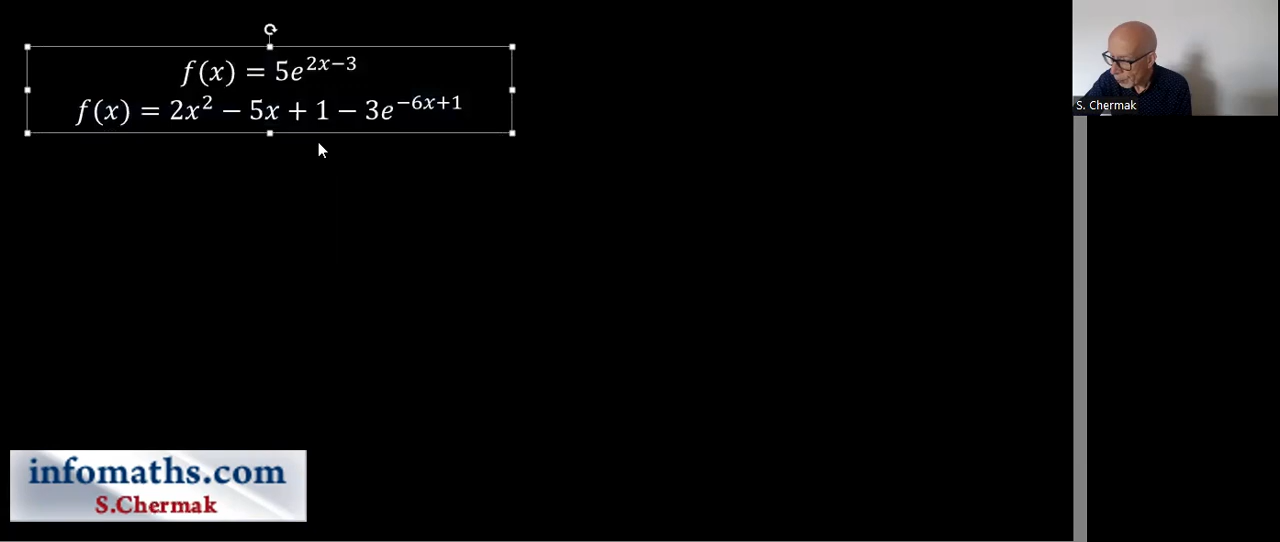 f(x) = 5e^{2x−3}
f(x) = 2x² − 5x + 1 − 3e^{−6x+1}
S. Chermak
infomaths.com
S.Chermak